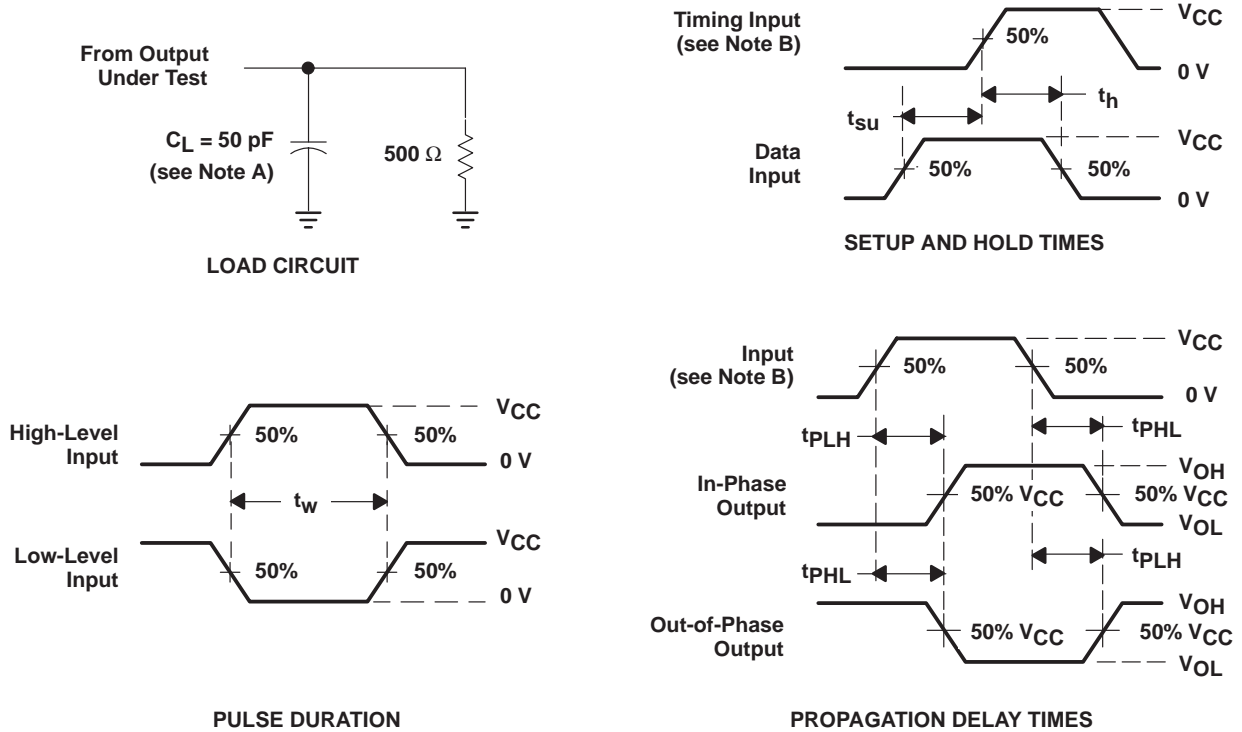 From Output
Under Test
CL = 50 pF
(see Note A)
500 Ω
LOAD CIRCUIT
Timing Input
(see Note B)
50%
VCC
0 V
th
tsu
Data
Input
50%
50%
VCC
0 V
SETUP AND HOLD TIMES
High-Level
Input
50%
50%
VCC
0 V
tw
Low-Level
Input
50%
50%
VCC
0 V
PULSE DURATION
Input
(see Note B)
50%
50%
VCC
0 V
tPLH
tPHL
In-Phase
Output
50% VCC
VOH
50% VCC
VOL
tPHL
tPLH
Out-of-Phase
Output
50% VCC
VOH
50% VCC
VOL
PROPAGATION DELAY TIMES